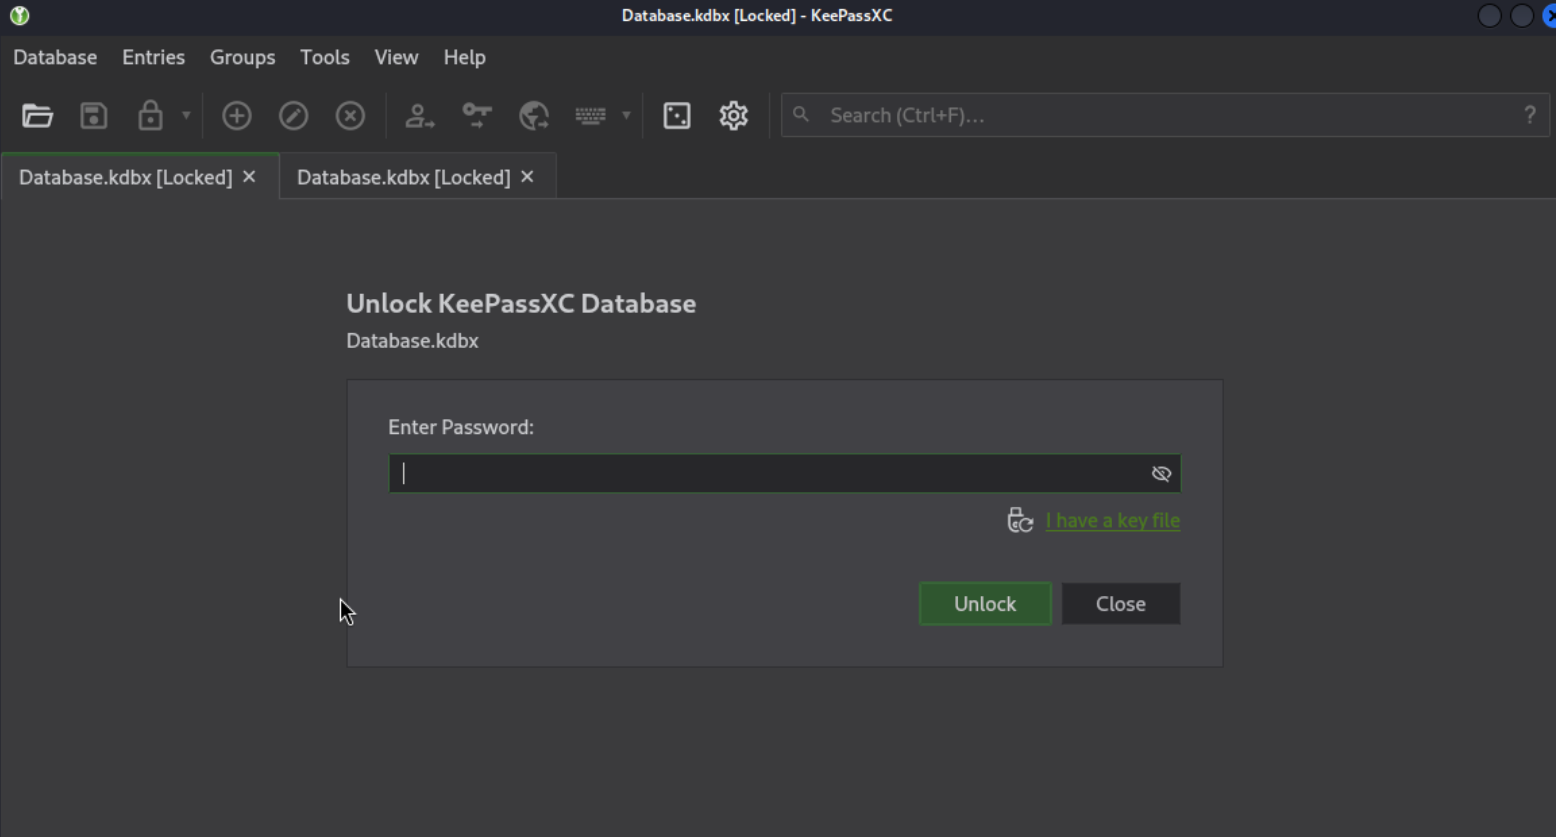 Database.kdbx [Locked] - KeePassXC
Database Entries Groups Tools View Help
Search (Ctrl+F)... ?
Database.kdbx [Locked] × Database.kdbx [Locked] ×
Unlock KeePassXC Database
Database.kdbx
Enter Password:
I have a key file
Unlock Close